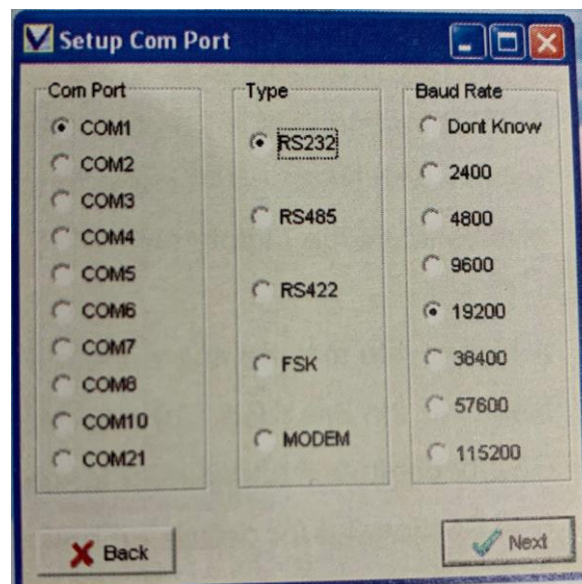 Setup Com Port
Com Port
COM1
COM2
COM3
COM4
COM5
COM6
COM7
COM8
COM10
COM21
Type
RS232
RS485
RS422
FSK
MODEM
Baud Rate
Dont Know
2400
4800
9600
19200
38400
57600
115200
Back
Next